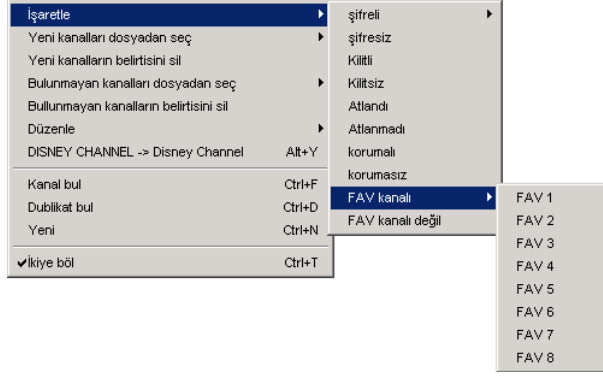 İşaretle
Yeni kanalları dosyadan seç
Yeni kanalların belirtisini sil
Bulunmayan kanalları dosyadan seç
Bullunmayan kanalların belirtisini sil
Düzenle
DISNEY CHANNEL -> Disney Channel Alt+Y
Kanal bul Ctrl+F
Dublikat bul Ctrl+D
Yeni Ctrl+N
İkiye böl Ctrl+T
şifreli
şifresiz
Kilitli
Kilitsiz
Atlandı
Atlanmadı
korumalı
korumasız
FAV kanalı
FAV kanalı değil
FAV 1
FAV 2
FAV 3
FAV 4
FAV 5
FAV 6
FAV 7
FAV 8